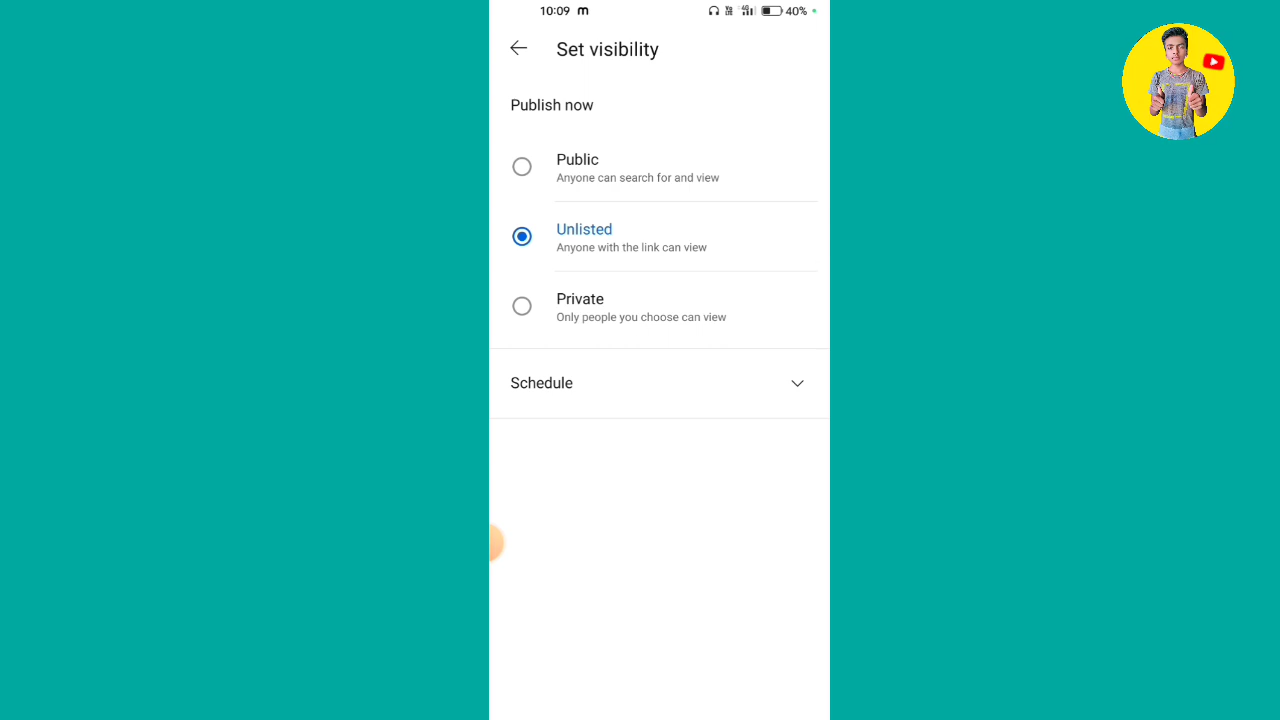 10:09 m 40%
Set visibility
Publish now
Public
Anyone can search for and view
Unlisted
Anyone with the link can view
Private
Only people you choose can view
Schedule